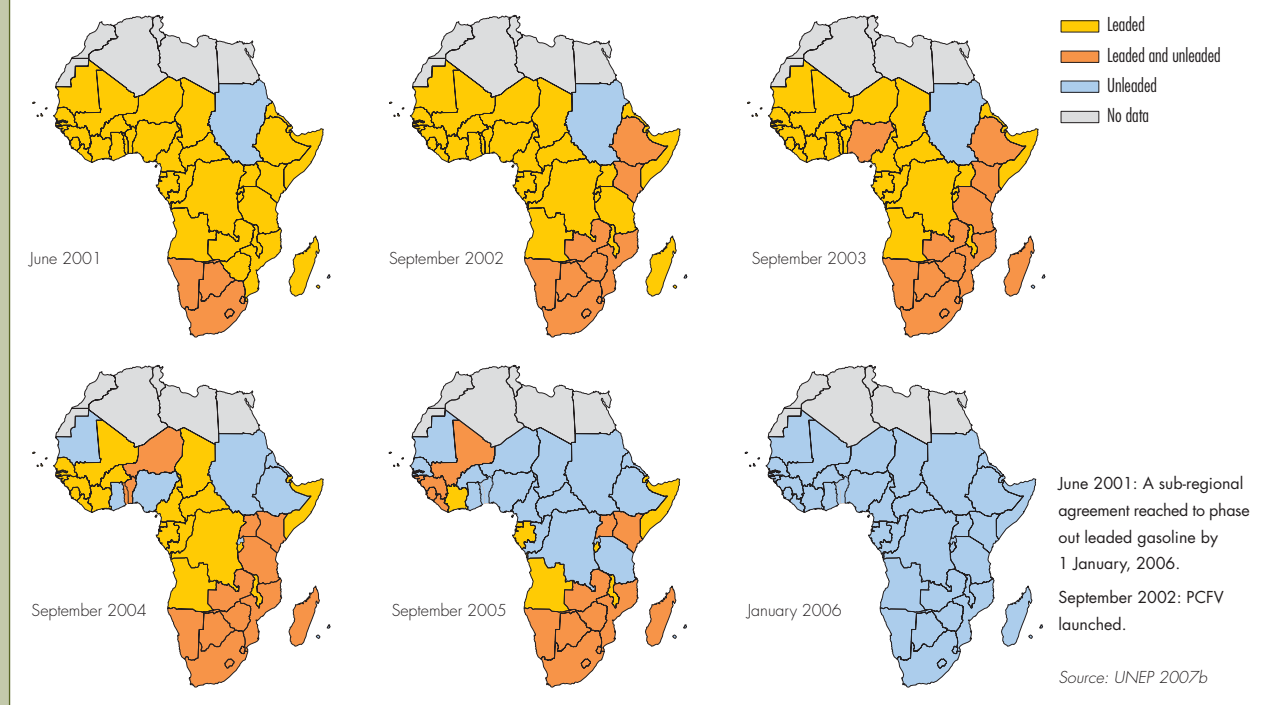 Leaded
Leaded and unleaded
Unleaded
No data
June 2001
September 2002
September 2003
September 2004
September 2005
January 2006
June 2001: A sub-regional
agreement reached to phase
out leaded gasoline by
1 January, 2006.
September 2002: PCFV
launched.
Source: UNEP 2007b